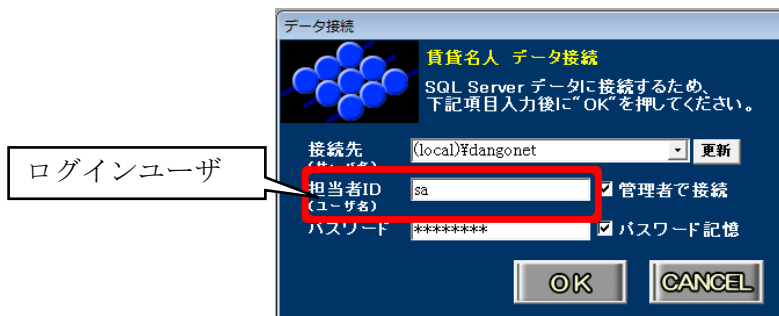 データ接続
賃貸名人 データ接続
SQL Server データに接続するため、
下記項目入力後に"OK"を押してください。
接続先
(local)¥dangonet
更新
ログインユーザ
担当者ID
(ユーザ名)
sa
管理者で接続
パスワード
********
パスワード記憶
OK
CANCEL